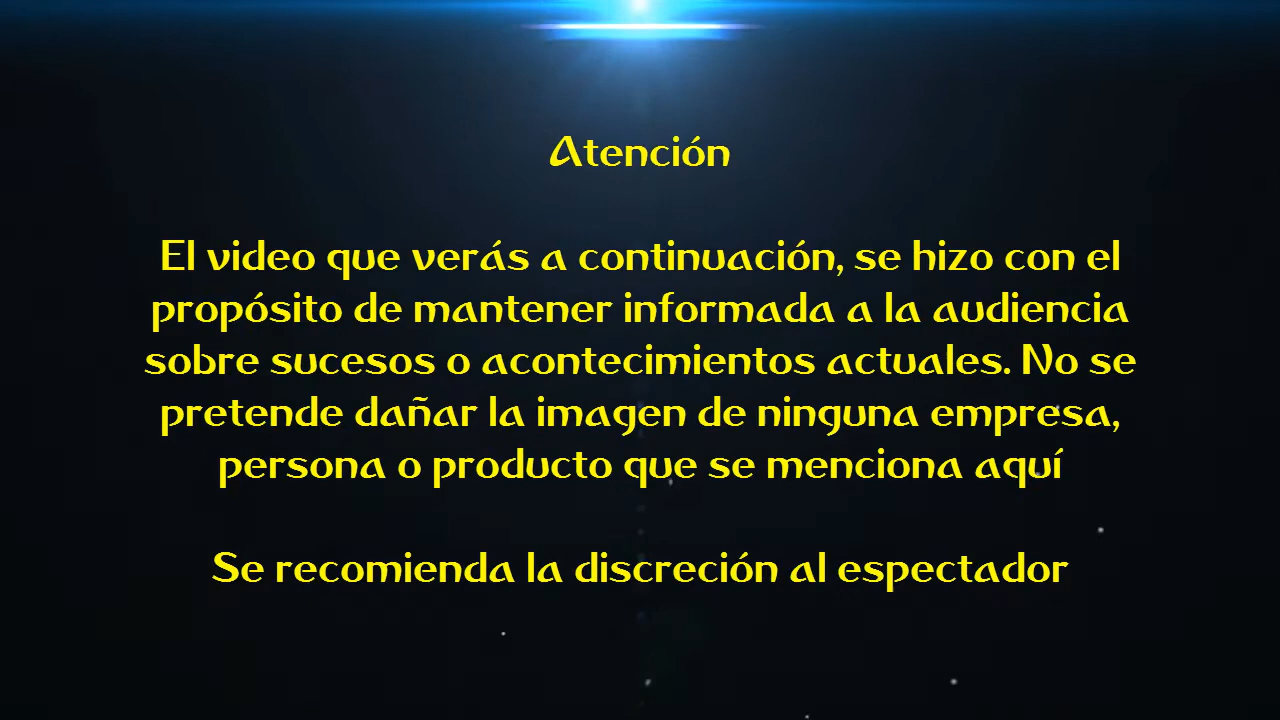 Atención
El video que verás a continuación, se hizo con el
propósito de mantener informada a la audiencia
sobre sucesos o acontecimientos actuales. No se
pretende dañar la imagen de ninguna empresa,
persona o producto que se menciona aquí
Se recomienda la discreción al espectador